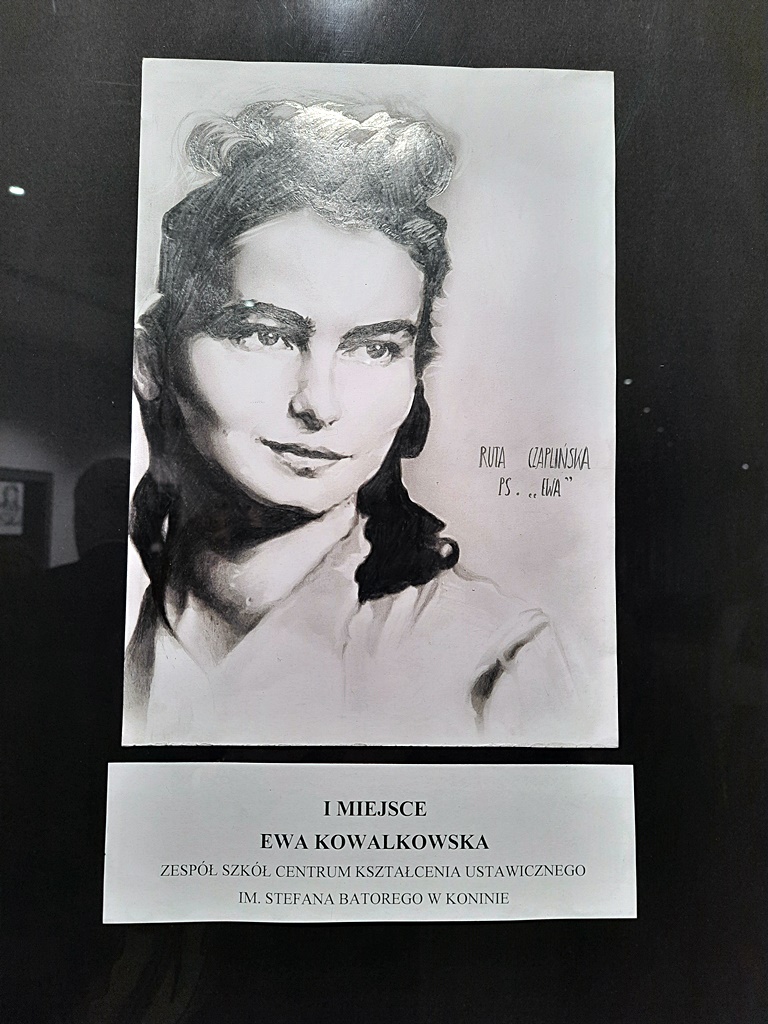 RUTA CZAPLIŃSKA
PS. „EWA”
I MIEJSCE
EWA KOWALKOWSKA
ZESPÓŁ SZKÓŁ CENTRUM KSZTAŁCENIA USTAWICZNEGO
IM. STEFANA BATOREGO W KONINIE